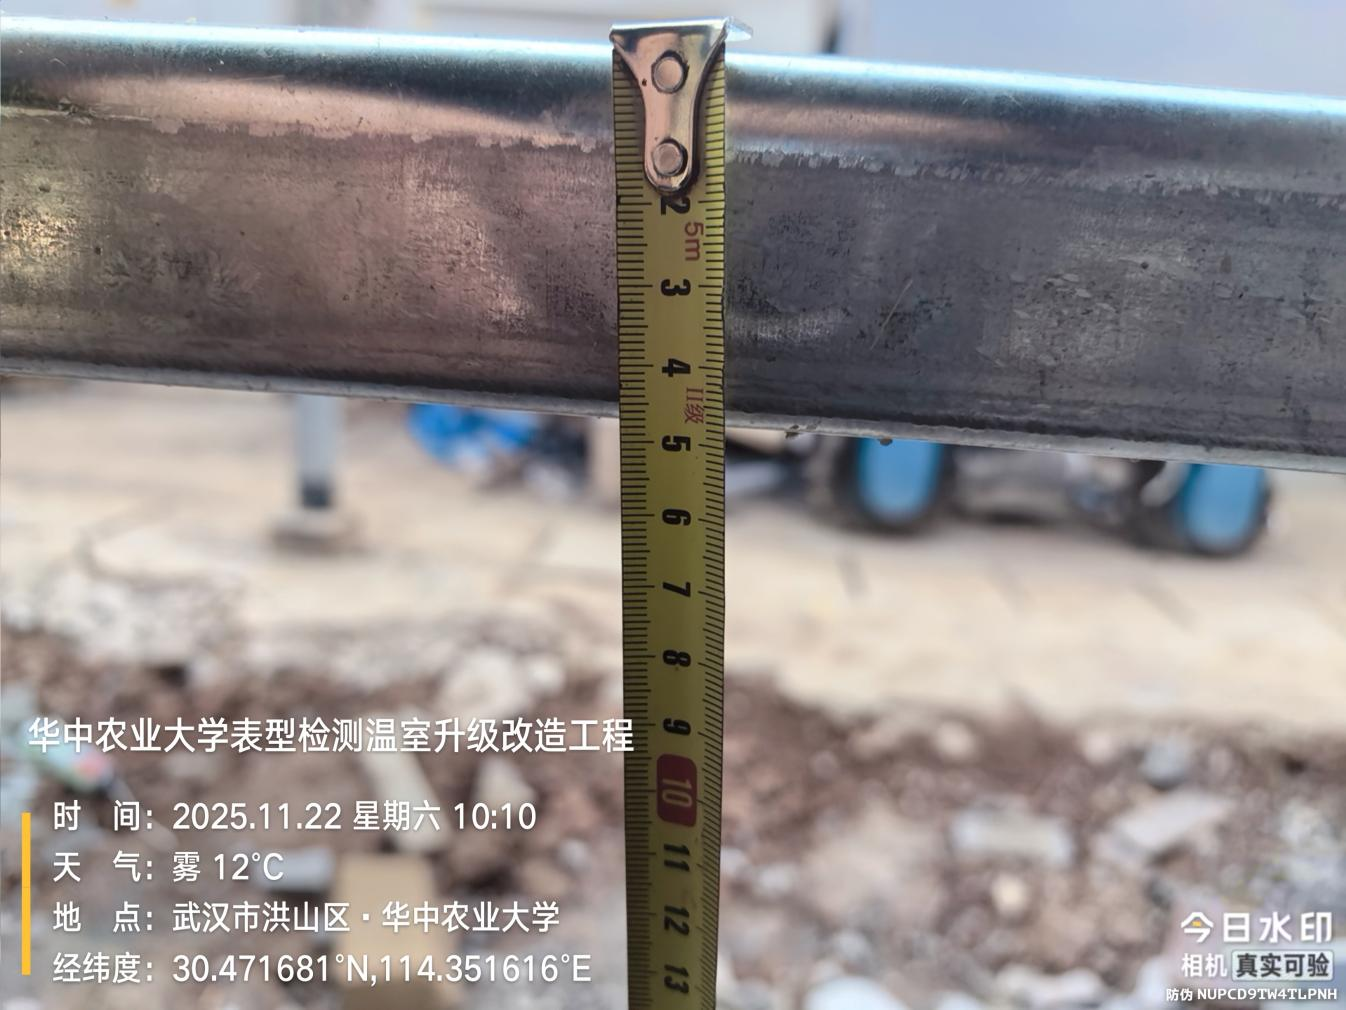 2
5m
3
4
II级
5
6
7
8
9
10
11
12
13
华中农业大学表型检测温室升级改造工程
时 间：2025.11.22 星期六 10:10
天 气：雾 12℃
地 点：武汉市洪山区·华中农业大学
经纬度：30.471681°N,114.351616°E
今日水印
相机 真实可验
防伪 NUPCD9TW4TLPNH